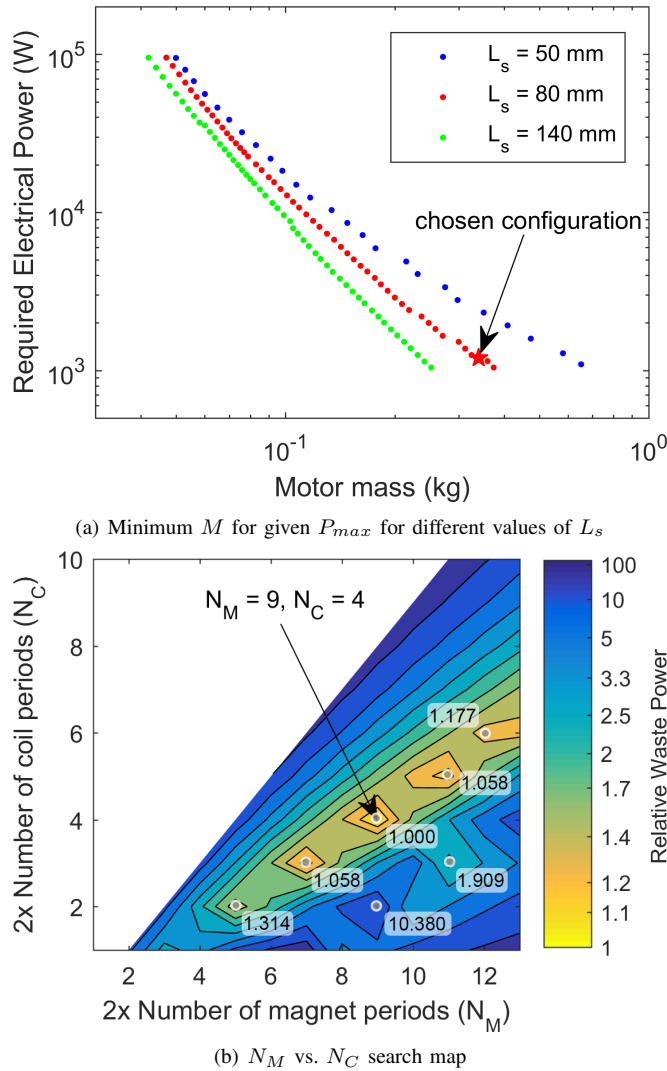 10^5
10^4
10^3
Required Electrical Power (W)
L_s = 50 mm
L_s = 80 mm
L_s = 140 mm
chosen configuration
10^-1
10^0
Motor mass (kg)
(a) Minimum M for given P_max for different values of L_s
10
8
6
4
2
2x Number of coil periods (N_C)
N_M = 9, N_C = 4
1.177
1.058
1.000
1.058
1.909
1.314
10.380
2 4 6 8 10 12
2x Number of magnet periods (N_M)
100
10
5
3.3
2.5
2
1.7
1.4
1.2
1.1
1
Relative Waste Power
(b) N_M vs. N_C search map